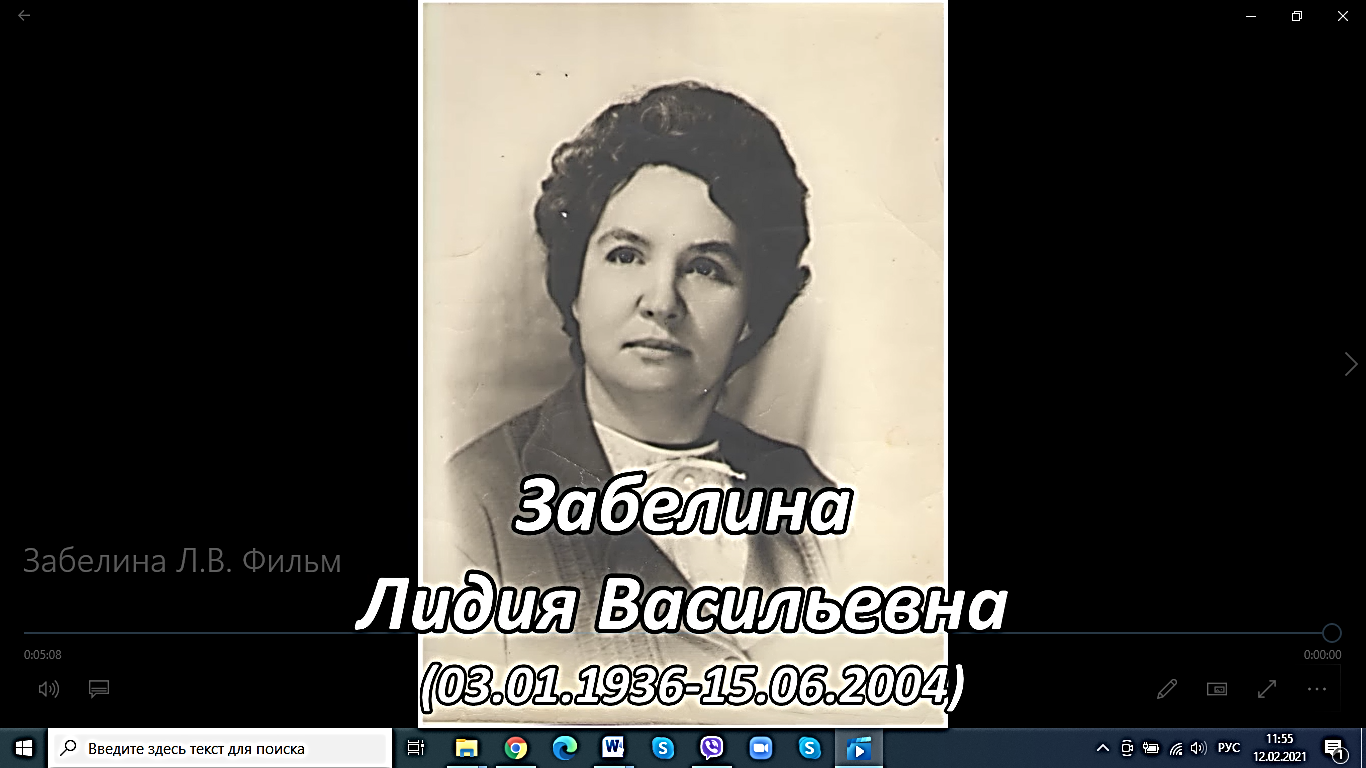 Забелина
Лидия Васильевна
(03.01.1936-15.06.2004)
Забелина Л.В. Фильм
0:05:08
0:00:00
Введите здесь текст для поиска
РУС
11:55
12.02.2021
1